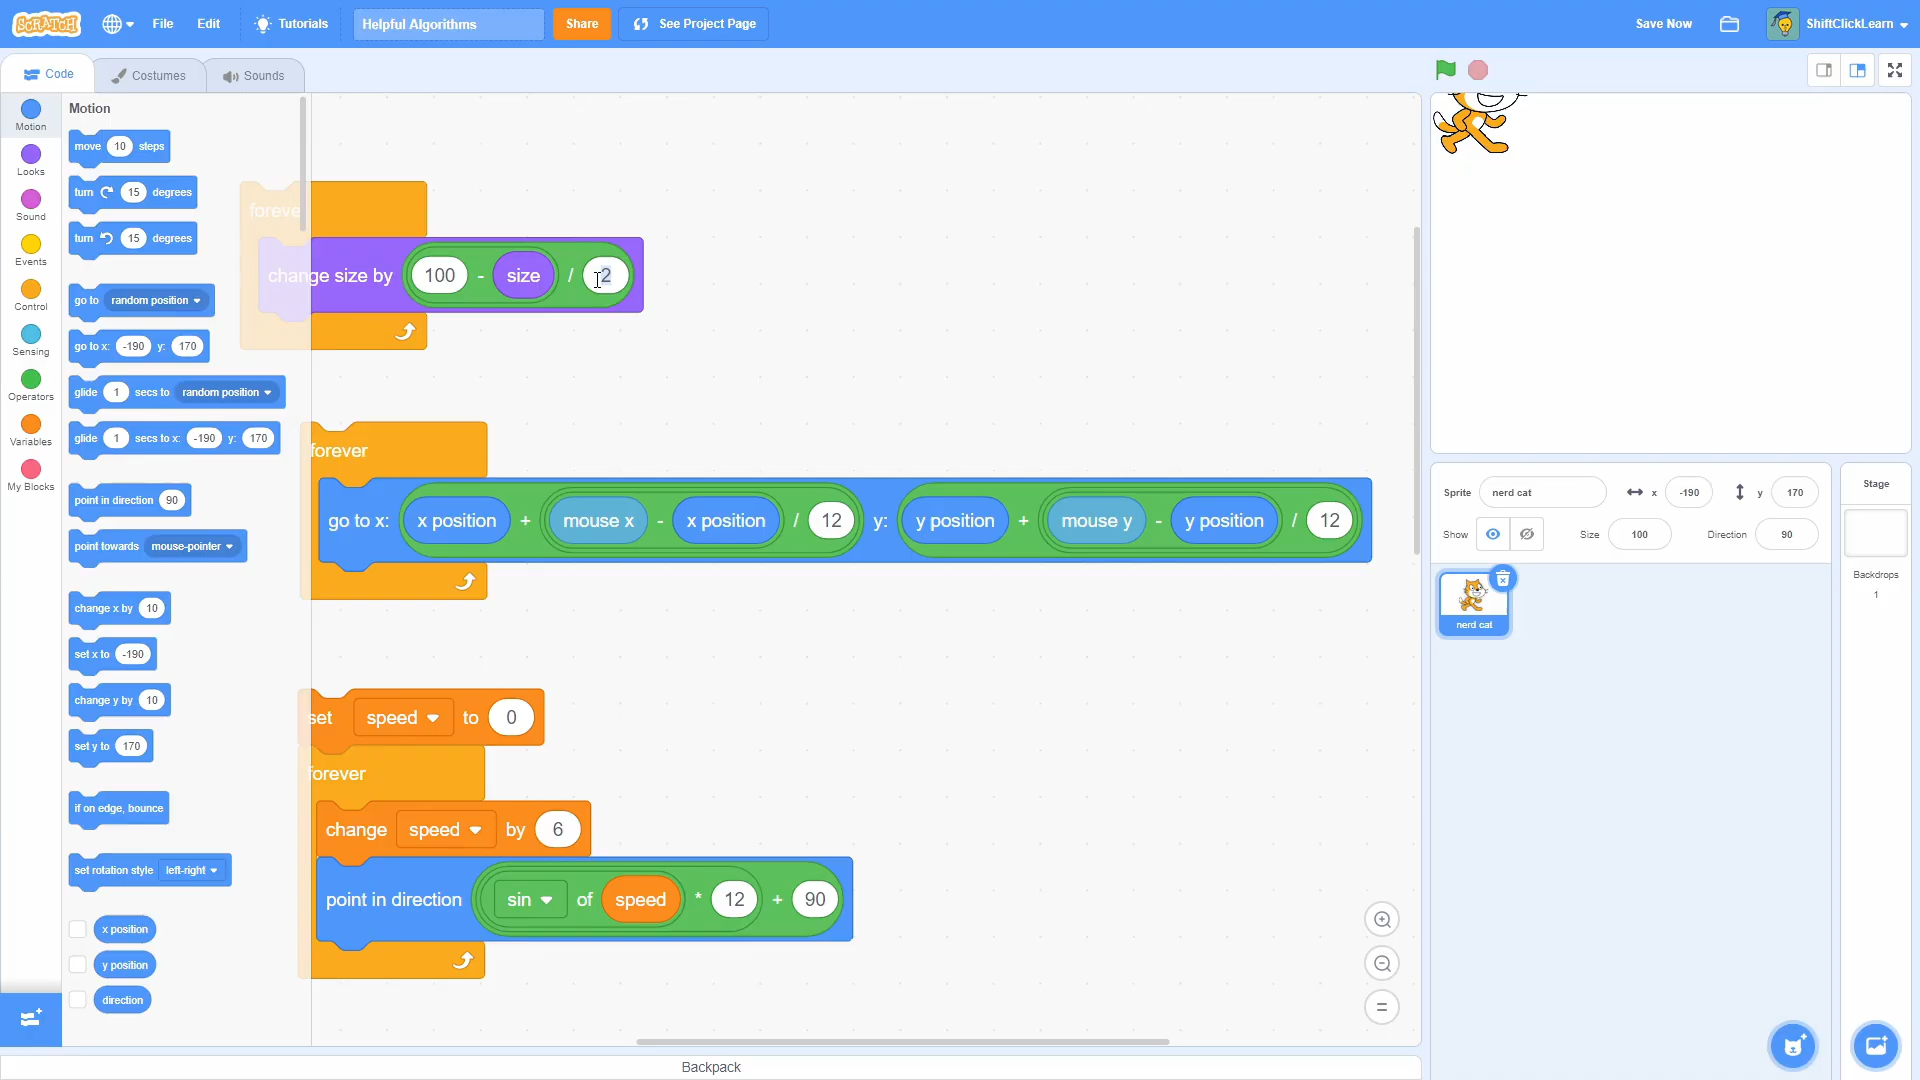 SCRATCH
File
Edit
Tutorials
Helpful Algorithms
Share
See Project Page
Save Now
ShiftClickLearn
Code
Costumes
Sounds
Motion
Looks
Sound
Events
Control
Sensing
Operators
Variables
My Blocks
Motion
move 10 steps
turn 15 degrees
turn 15 degrees
go to random position
go to x: -190 y: 170
glide 1 secs to random position
glide 1 secs to x: -190 y: 170
point in direction 90
point towards mouse-pointer
change x by 10
set x to -190
change y by 10
set y to 170
if on edge, bounce
set rotation style left-right
x position
y position
direction
foreve
change size by 100 - size / 2
forever
go to x: x position + mouse x - x position / 12 y: y position + mouse y - y position / 12
set speed to 0
forever
change speed by 6
point in direction sin of speed * 12 + 90
=
Backpack
Sprite nerd cat x -190 y 170
Show Size 100 Direction 90
nerd cat
Stage
Backdrops
1